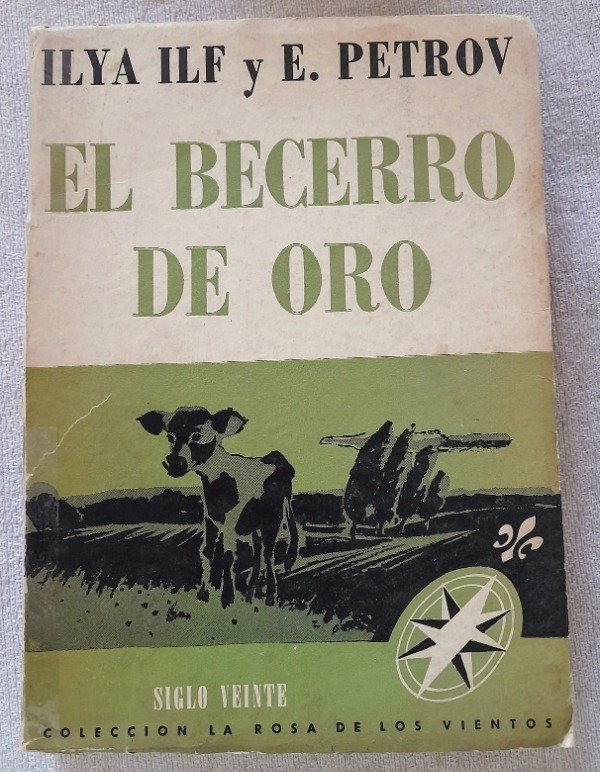 ILYA ILF y E. PETROV
EL BECERRO
DE ORO
SIGLO VEINTE
COLECCION LA ROSA DE LOS VIENTOS